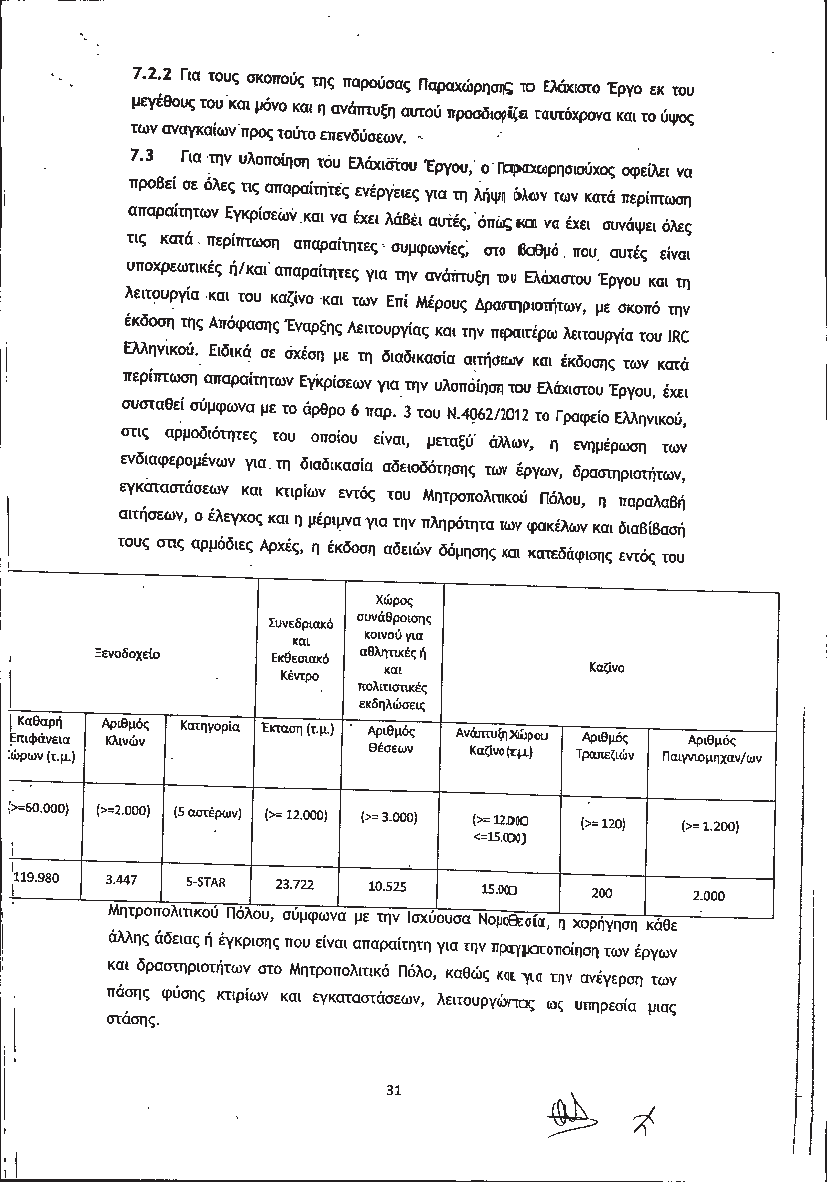 7.2.2 Για τους σκοπούς της παρούσας Παραχώρησης το Ελάχιστο Έργο εκ του
μεγέθους του και μόνο και η ανάπτυξη αυτού προσδιορίζει ταυτόχρονα και το ύψος
των αναγκαίων προς τούτο επενδύσεων.
7.3 Για την υλοποίηση του Ελάχιστου Έργου, ο Παραχωρησιούχος οφείλει να
προβεί σε όλες τις απαραίτητες ενέργειες για τη λήψη όλων των κατά περίπτωση
απαραίτητων Εγκρίσεων και να έχει λάβει αυτές, όπως και να έχει συνάψει όλες
τις κατά περίπτωση απαραίτητες συμφωνίες, στο βαθμό που αυτές είναι
υποχρεωτικές ή/και απαραίτητες για την ανάπτυξη του Ελάχιστου Έργου και τη
λειτουργία και του καζίνο και των Επί Μέρους Δραστηριοτήτων, με σκοπό την
έκδοση της Απόφασης Έναρξης Λειτουργίας και την περαιτέρω λειτουργία του IRC
Ελληνικού. Ειδικά σε σχέση με τη διαδικασία αιτήσεων και έκδοσης των κατά
περίπτωση απαραίτητων Εγκρίσεων για την υλοποίηση του Ελάχιστου Έργου, έχει
συσταθεί σύμφωνα με το άρθρο 6 παρ. 3 του Ν.4062/2012 το Γραφείο Ελληνικού,
στις αρμοδιότητες του οποίου είναι, μεταξύ άλλων, η ενημέρωση των
ενδιαφερομένων για τη διαδικασία αδειοδότησης των έργων, δραστηριοτήτων,
εγκαταστάσεων και κτιρίων εντός του Μητροπολιτικού Πόλου, η παραλαβή
αιτήσεων, ο έλεγχος και η μέριμνα για την πληρότητα των φακέλων και διαβίβασή
τους στις αρμόδιες Αρχές, η έκδοση αδειών δόμησης και κατεδάφισης εντός του
Ξενοδοχείο
Συνεδριακό
και
Εκθεσιακό
Κέντρο
Χώρος
συνάθροισης
κοινού για
αθλητικές ή
και
πολιτιστικές
εκδηλώσεις
Καζίνο
Καθαρή
Επιφάνεια
χώρων (τ.μ.)
Αριθμός
Κλινών
Κατηγορία
Έκταση (τ.μ.)
Αριθμός
Θέσεων
Ανάπτυξη Χώρου
Καζίνο (τ.μ.)
Αριθμός
Τραπεζιών
Αριθμός
Παιγνιομηχαν/ων
(>=60.000) (>=2.000) (5 αστέρων) (>= 12.000) (>= 3.000) (>= 12.000
<=15.000) (>= 120) (>= 1.200)
119.980 3.447 5-STAR 23.722 10.525 15.000 200 2.000
Μητροπολιτικού Πόλου, σύμφωνα με την Ισχύουσα Νομοθεσία, η χορήγηση κάθε
άλλης άδειας ή έγκρισης που είναι απαραίτητη για την πραγματοποίηση των έργων
και δραστηριοτήτων στο Μητροπολιτικό Πόλο, καθώς και για την ανέγερση των
πάσης φύσης κτιρίων και εγκαταστάσεων, λειτουργώντας ως υπηρεσία μιας
στάσης.
31